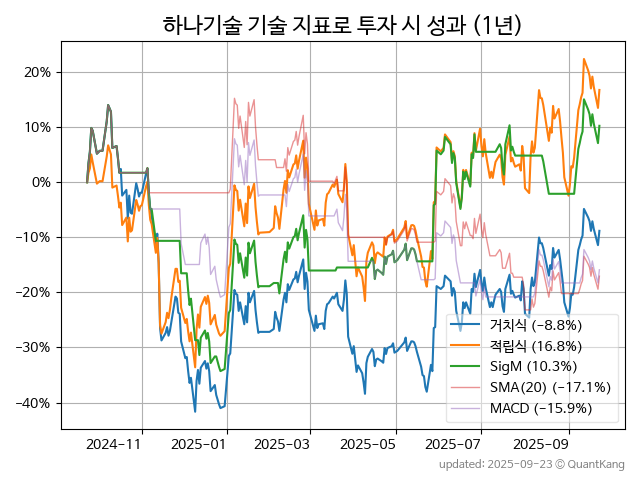 하나기술 기술 지표로 투자 시 성과 (1년)
20%
10%
0%
−10%
−20%
−30%
−40%
거치식 (−8.8%)
적립식 (16.8%)
SigM (10.3%)
SMA(20) (−17.1%)
MACD (−15.9%)
2024-11
2025-01
2025-03
2025-05
2025-07
2025-09
updated: 2025-09-23 © QuantKang